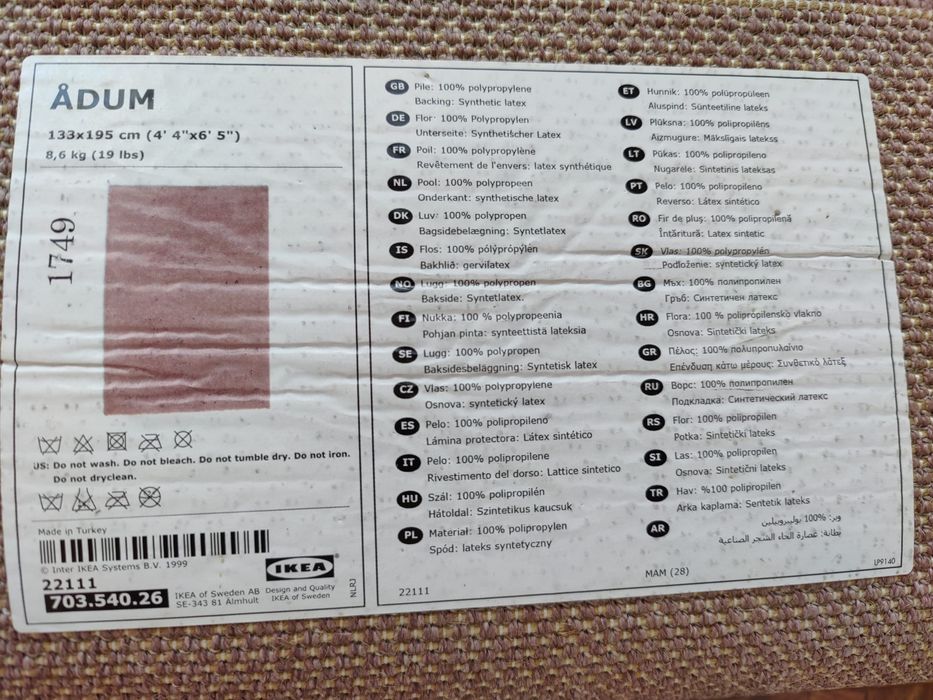 ÅDUM
133x195 cm (4' 4"x6' 5")
8,6 kg (19 lbs)
1749
US: Do not wash. Do not bleach. Do not tumble dry. Do not iron.
Do not dryclean.
Made in Turkey
© Inter IKEA Systems B.V. 1999
22111
703.540.26
IKEA
IKEA of Sweden AB
SE-343 81 Älmhult
Design and Quality
IKEA of Sweden
NLRJ
GB Pile: 100% polypropylene
Backing: Synthetic latex
DE Flor: 100% Polypropylen
Unterseite: Synthetischer Latex
FR Poil: 100% polypropylène
Revêtement de l'envers: latex synthétique
NL Pool: 100% polypropeen
Onderkant: synthetische latex
DK Luv: 100% polypropen
Bagsidebelægning: Syntetlatex
IS Flos: 100% pólýprópýlén
Bakhlið: gervilatex
NO Lugg: 100% polypropen
Bakside: Syntetlatex.
FI Nukka: 100 % polypropeenia
Pohjan pinta: synteettistä lateksia
SE Lugg: 100% polypropen
Baksidesbeläggning: Syntetisk latex
CZ Vlas: 100% polypropylene
Osnova: syntetický latex
ES Pelo: 100% polipropileno
Lámina protectora: Látex sintético
IT Pelo: 100% polipropilene
Rivestimento del dorso: Lattice sintetico
HU Szál: 100% polipropilén
Hátoldal: Szintetikus kaucsuk
PL Materiał: 100% polipropylen
Spód: lateks syntetyczny
22111
ET Hunnik: 100% polüpropüleen
Aluspind: Sünteetiline lateks
LV Plūksna: 100% polipropilēns
Aizmugure: Mākslīgais latekss
LT Pūkas: 100% polipropileno
Nugarėlė: Sintetinis lateksas
PT Pelo: 100% polipropileno
Reverso: Látex sintético
RO Fir de pluş: 100% polipropilenă
Întăritură: Latex sintetic
SK Vlas: 100% polypropylén
Podloženie: syntetický latex
BG Мъх: 100% полипропилен
Гръб: Синтетичен латекс
HR Flora: 100 % polipropilensko vlakno
Osnova: Sintetički lateks
GR Πέλος: 100% πολυπροπυλαίνιο
Επένδυση κάτω μέρους: Συνθετικό λάτεξ
RU Ворс: 100% полипропилен
Подкладка: Синтетический латекс
RS Flor: 100% polipropilen
Potka: Sintetički lateks
SI Las: 100% polipropilen
Osnova: Sintetični lateks
TR Hav: %100 polipropilen
Arka kaplama: Sentetik lateks
AR وبر: 100% بوليبروبيلين
بطانة: عصارة لحاء الشجر الصناعية
MAM (28)
LP9140